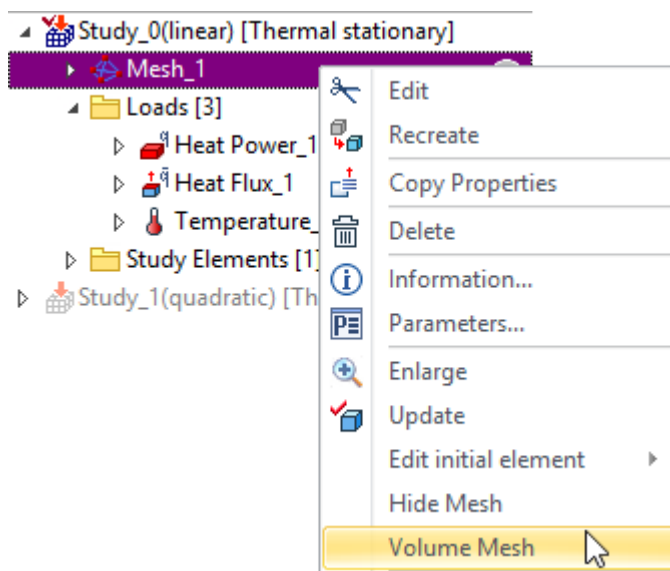 Study_0(linear) [Thermal stationary]
Mesh_1
Loads [3]
Heat Power_1
Heat Flux_1
Temperature_
Study Elements [1]
Study_1(quadratic) [Th
Edit
Recreate
Copy Properties
Delete
Information...
Parameters...
Enlarge
Update
Edit initial element
Hide Mesh
Volume Mesh